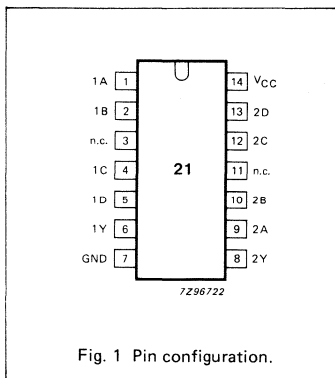 1A 1 14 VCC
1B 2 13 2D
n.c. 3 12 2C
1C 4 21 11 n.c.
1D 5 10 2B
1Y 6 9 2A
GND 7 8 2Y
7Z96722
Fig. 1 Pin configuration.